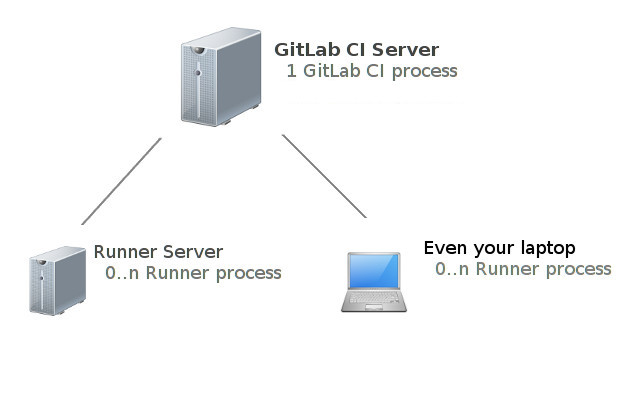 GitLab CI Server
1 GitLab CI process
Runner Server
0..n Runner process
Even your laptop
0..n Runner process